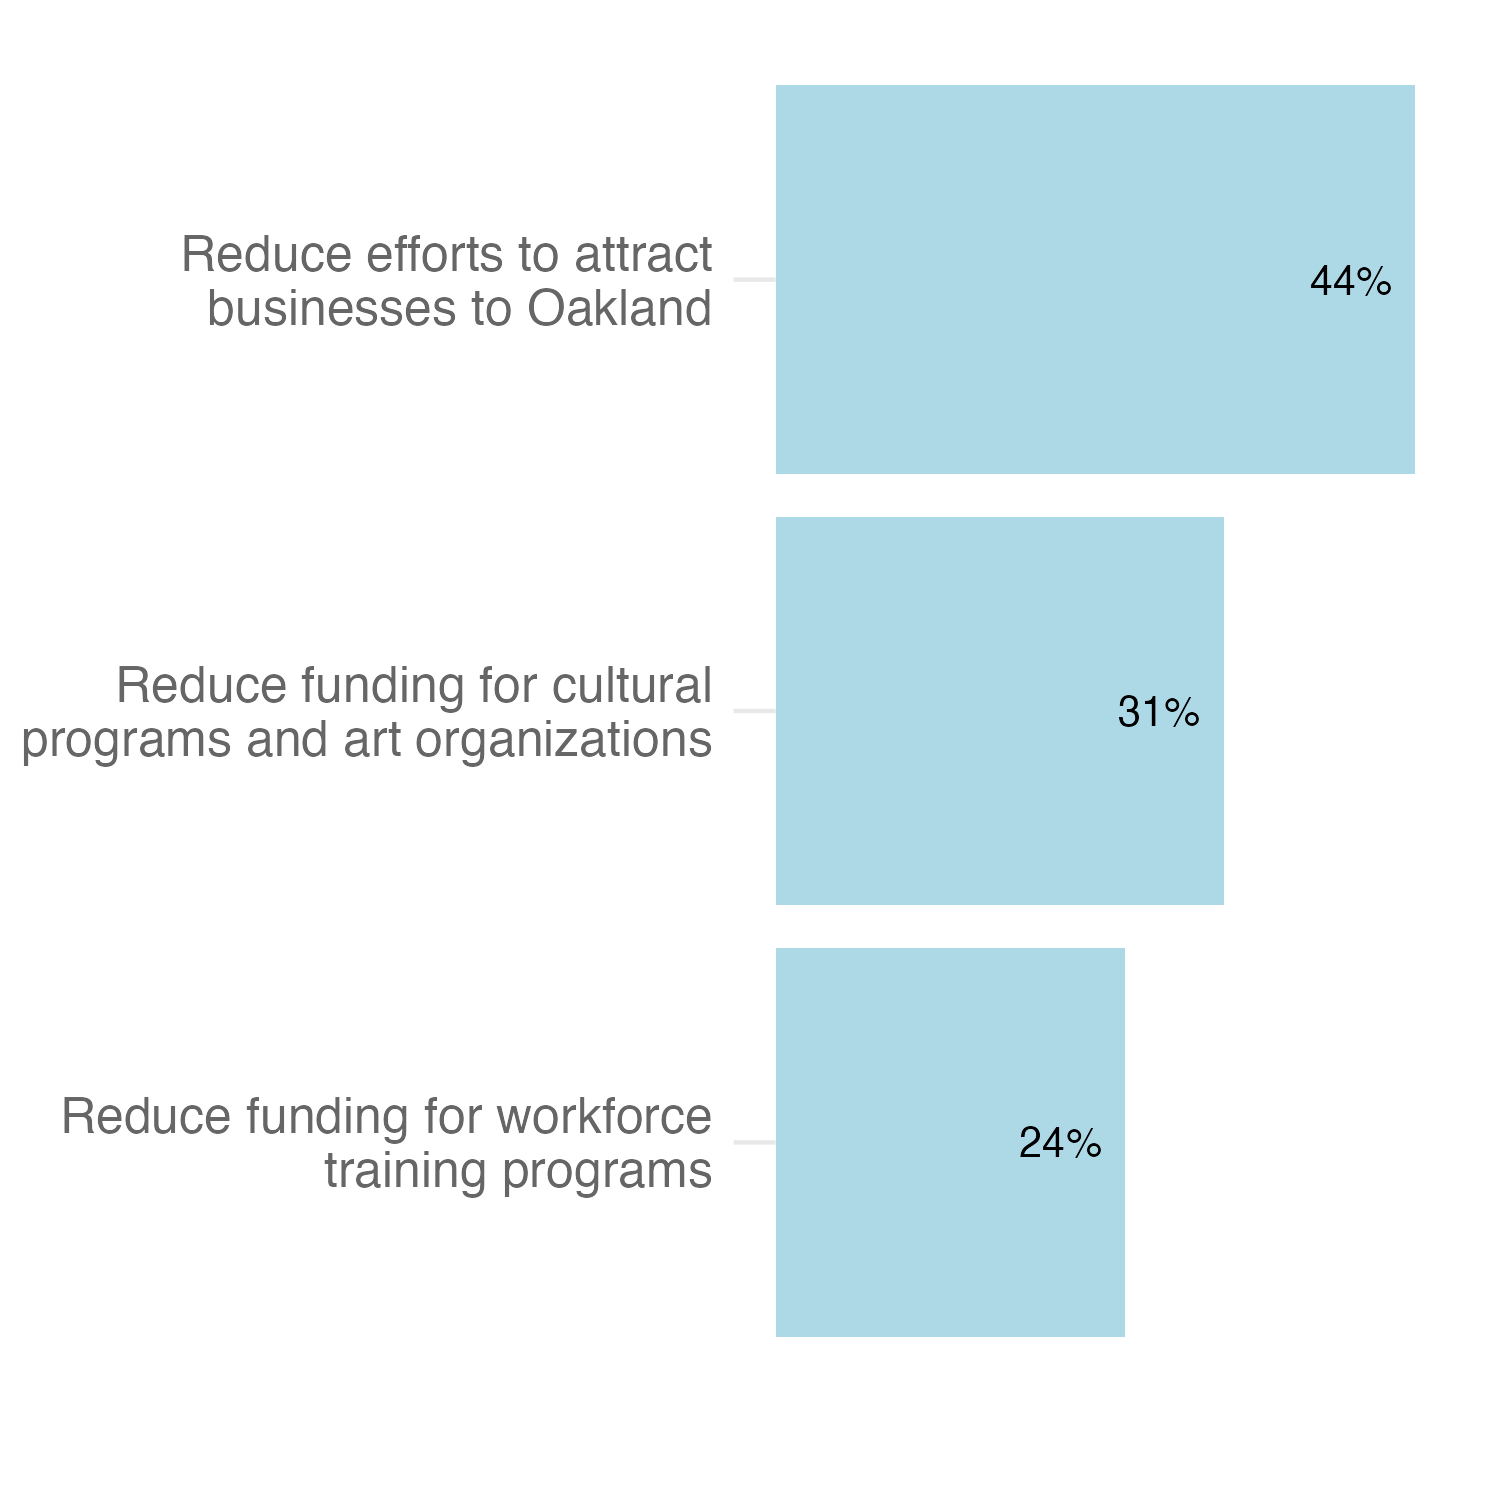 Reduce efforts to attract
businesses to Oakland
44%
Reduce funding for cultural
programs and art organizations
31%
Reduce funding for workforce
training programs
24%